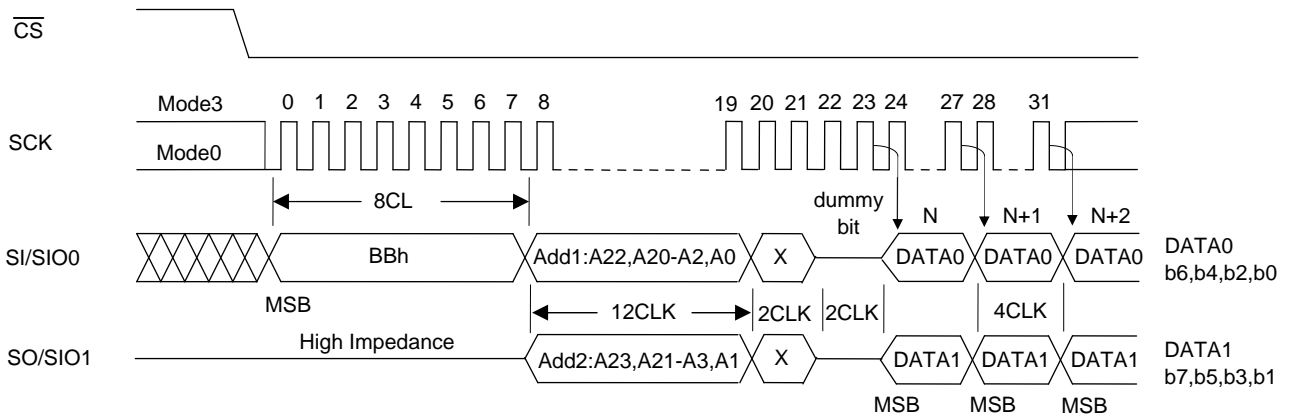 CS
Mode3 0 1 2 3 4 5 6 7 8 19 20 21 22 23 24 27 28 31
SCK
Mode0
8CL
dummy
bit
N N+1 N+2
SI/SIO0
BBh Add1:A22,A20-A2,A0 X DATA0 DATA0 DATA0
DATA0
b6,b4,b2,b0
MSB
12CLK 2CLK 2CLK 4CLK
High Impedance
SO/SIO1
Add2:A23,A21-A3,A1 X DATA1 DATA1 DATA1
DATA1
b7,b5,b3,b1
MSB MSB MSB